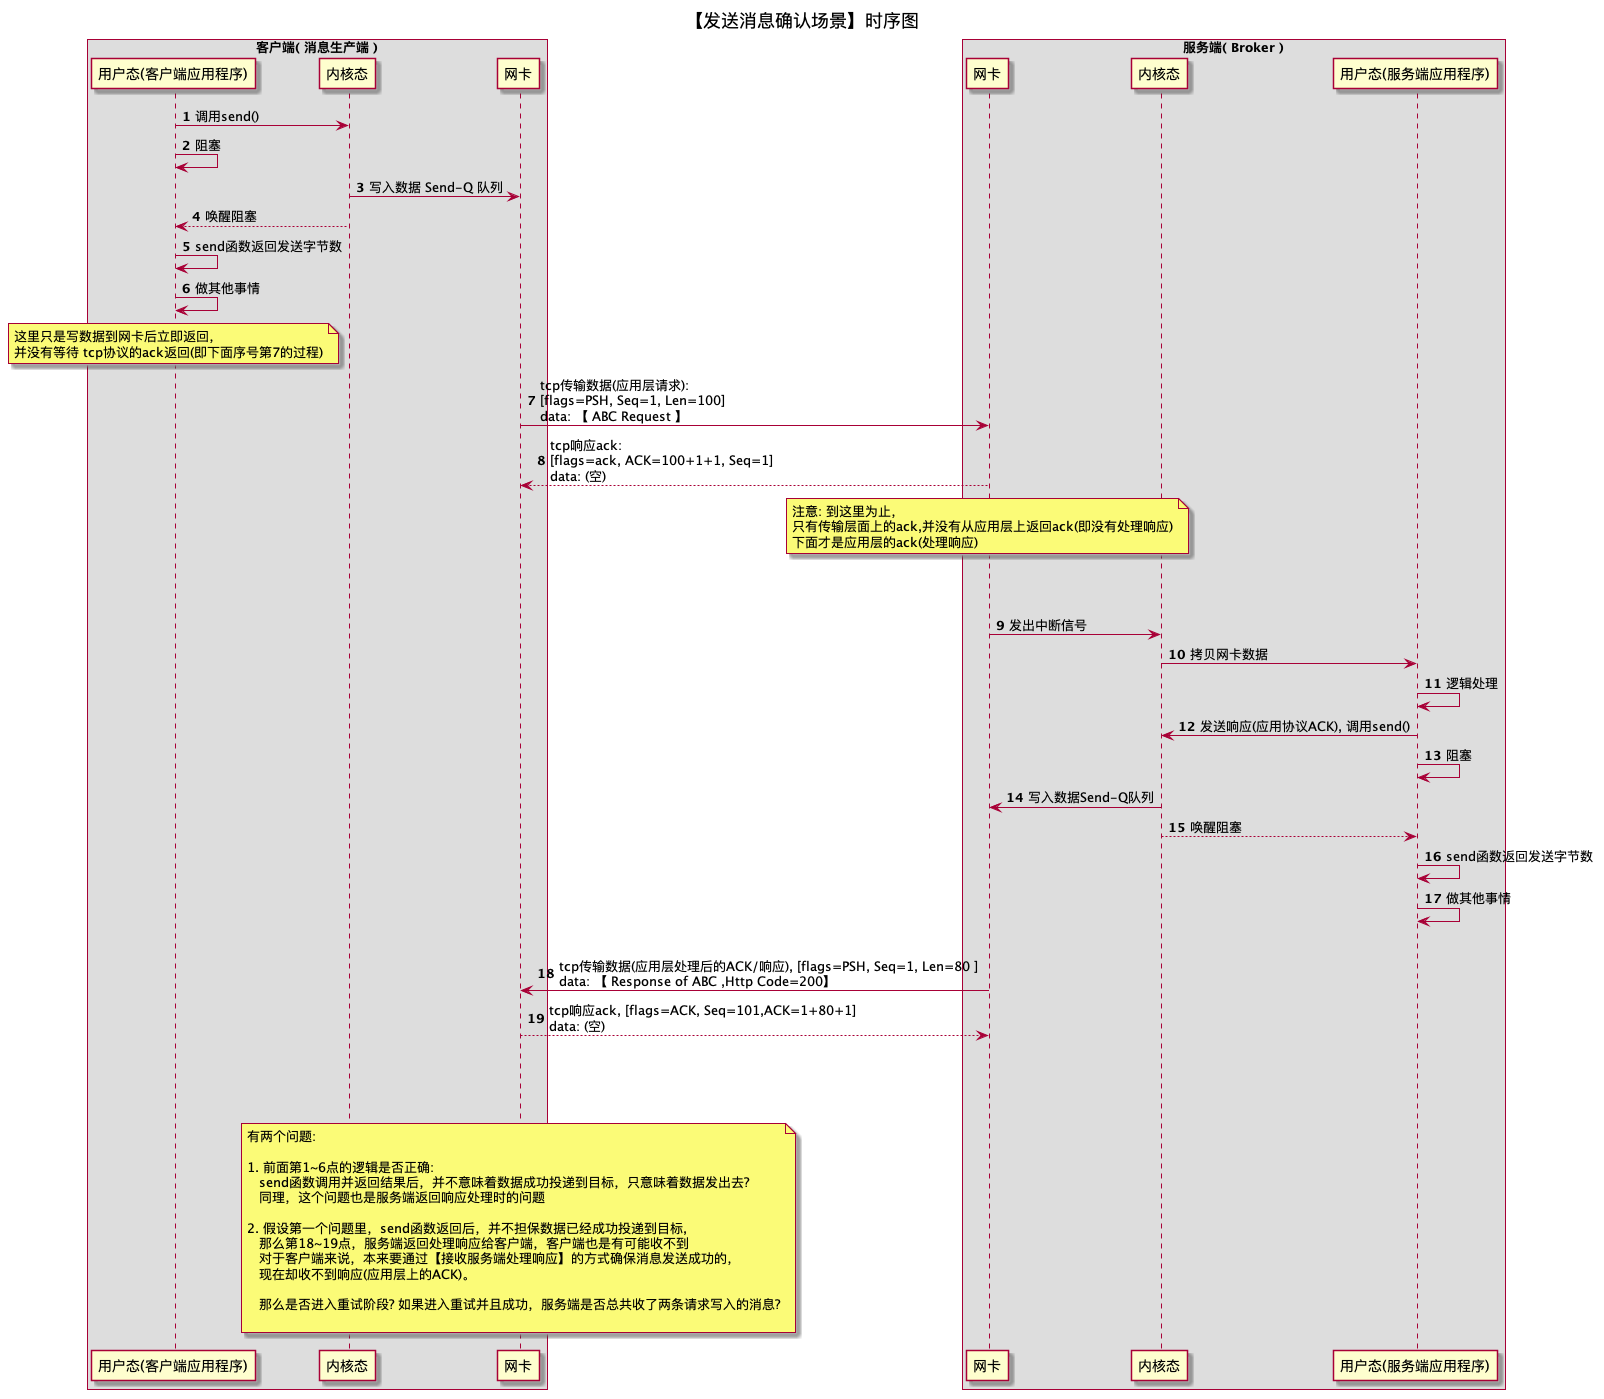 【发送消息确认场景】时序图
客户端( 消息生产端 )
服务端( Broker )
用户态(客户端应用程序)
内核态
网卡
网卡
内核态
用户态(服务端应用程序)
1 调用send()
2 阻塞
3 写入数据 Send-Q 队列
4 唤醒阻塞
5 send函数返回发送字节数
6 做其他事情
这里只是写数据到网卡后立即返回，
并没有等待 tcp协议的ack返回(即下面序号第7的过程)
tcp传输数据(应用层请求):
7 [flags=PSH, Seq=1, Len=100]
data: 【 ABC Request 】
tcp响应ack:
8 [flags=ack, ACK=100+1+1, Seq=1]
data: (空)
注意: 到这里为止，
只有传输层面上的ack,并没有从应用层上返回ack(即没有处理响应)
下面才是应用层的ack(处理响应)
9 发出中断信号
10 拷贝网卡数据
11 逻辑处理
12 发送响应(应用协议ACK), 调用send()
13 阻塞
14 写入数据Send-Q队列
15 唤醒阻塞
16 send函数返回发送字节数
17 做其他事情
18 tcp传输数据(应用层处理后的ACK/响应), [flags=PSH, Seq=1, Len=80 ]
data: 【 Response of ABC ,Http Code=200】
19 tcp响应ack, [flags=ACK, Seq=101,ACK=1+80+1]
data: (空)
有两个问题:
1. 前面第1~6点的逻辑是否正确:
send函数调用并返回结果后，并不意味着数据成功投递到目标，只意味着数据发出去?
同理，这个问题也是服务端返回响应处理时的问题
2. 假设第一个问题里，send函数返回后，并不担保数据已经成功投递到目标，
那么第18~19点，服务端返回处理响应给客户端，客户端也是有可能收不到
对于客户端来说，本来要通过【接收服务端处理响应】的方式确保消息发送成功的，
现在却收不到响应(应用层上的ACK)。
那么是否进入重试阶段? 如果进入重试并且成功，服务端是否总共收了两条请求写入的消息?
用户态(客户端应用程序)
内核态
网卡
网卡
内核态
用户态(服务端应用程序)